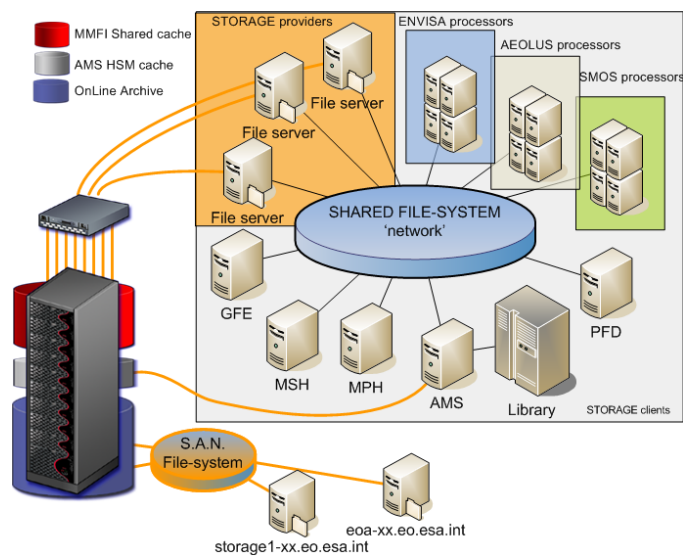 MMFI Shared cache
AMS HSM cache
OnLine Archive
STORAGE providers
File server
File server
File server
ENVISA processors
AEOLUS processors
SMOS processors
SHARED FILE-SYSTEM
‘network’
GFE
MSH
MPH
AMS
Library
PFD
STORAGE clients
S.A.N.
File-system
eoa-xx.eo.esa.int
storage1-xx.eo.esa.int